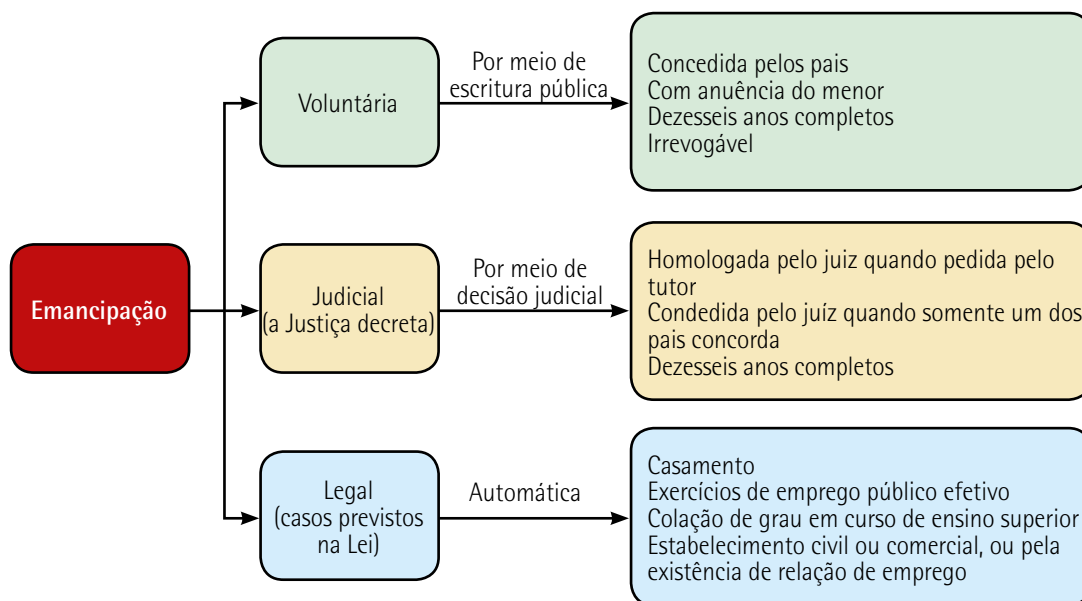 Emancipação
Voluntária
Por meio de
escritura pública
Concedida pelos pais
Com anuência do menor
Dezesseis anos completos
Irrevogável
Judicial
(a Justiça decreta)
Por meio de
decisão judicial
Homologada pelo juiz quando pedida pelo
tutor
Condedida pelo juíz quando somente um dos
pais concorda
Dezesseis anos completos
Legal
(casos previstos
na Lei)
Automática
Casamento
Exercícios de emprego público efetivo
Colação de grau em curso de ensino superior
Estabelecimento civil ou comercial, ou pela
existência de relação de emprego